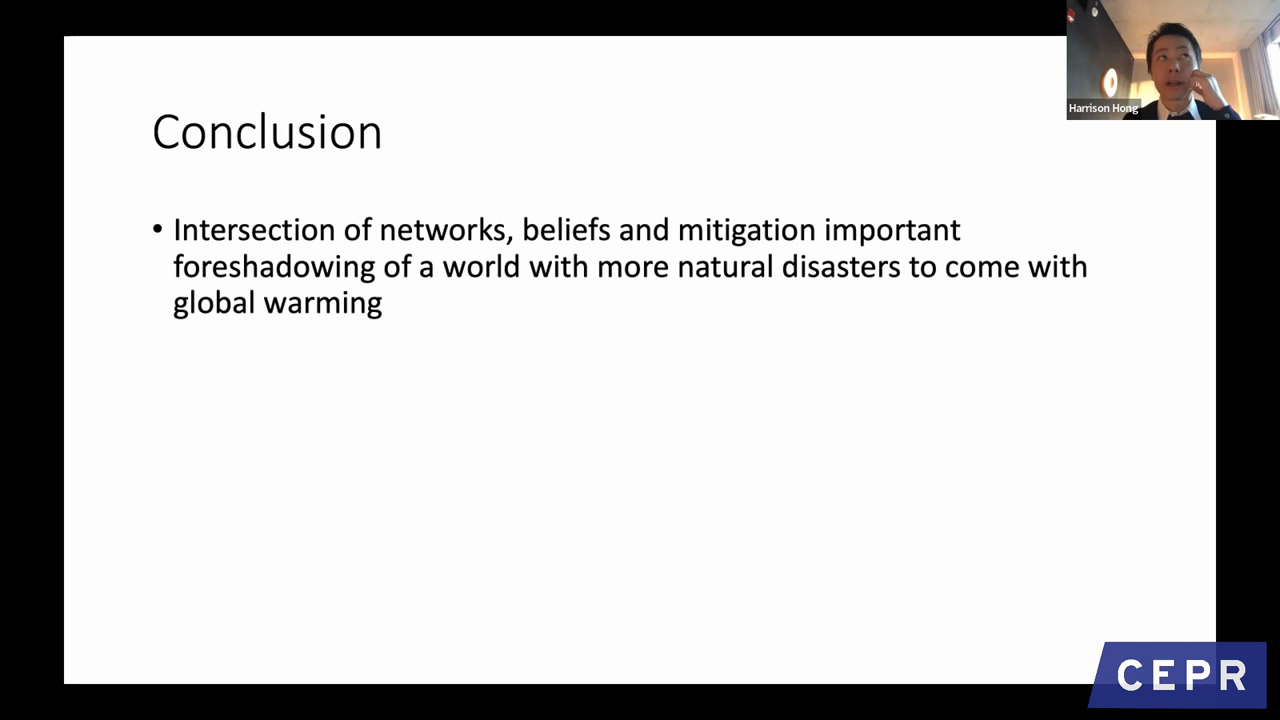 Harrison Hong
Conclusion
• Intersection of networks, beliefs and mitigation important
foreshadowing of a world with more natural disasters to come with
global warming
CEPR